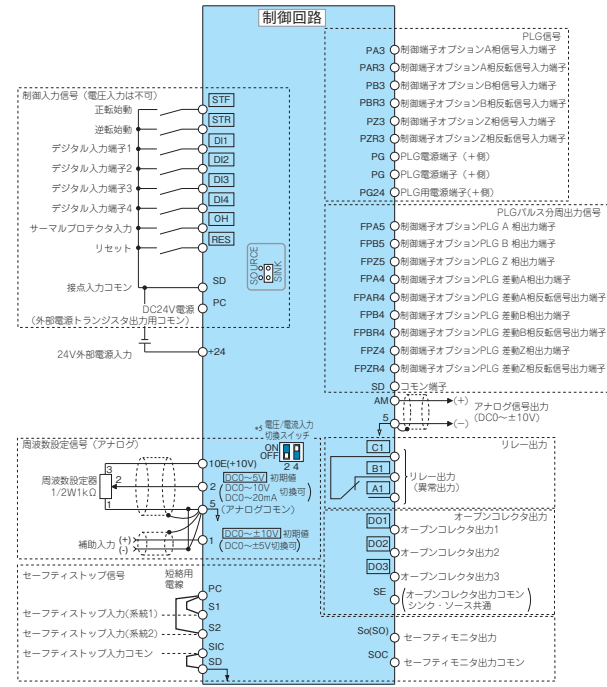 制御回路
制御入力信号（電圧入力は不可）
正転始動
STF
逆転始動
STR
デジタル入力端子1
DI1
デジタル入力端子2
DI2
デジタル入力端子3
DI3
デジタル入力端子4
DI4
サーマルプロテクタ入力
OH
リセット
RES
SOURCE
SINK
接点入力コモン
SD
DC24V電源
（外部電源トランジスタ出力用コモン）
PC
24V外部電源入力
+24
周波数設定信号（アナログ）
*5 電圧/電流入力
切換スイッチ
ON
OFF
2 4
周波数設定器
1/2W1kΩ
3
2
1
10E(+10V)
2
DC0～5V 初期値
DC0～10V
DC0～20mA
切換可
5
(アナログコモン)
補助入力
(+)
(-)
1
DC0～±10V 初期値
DC0～±5V切換可
セーフティストップ信号
短絡用
電線
PC
セーフティストップ入力(系統1)
S1
セーフティストップ入力(系統2)
S2
セーフティストップ入力コモン
SIC
SD
PLG信号
PA3 制御端子オプションA相信号入力端子
PAR3 制御端子オプションA相反転信号入力端子
PB3 制御端子オプションB相信号入力端子
PBR3 制御端子オプションB相反転信号入力端子
PZ3 制御端子オプションZ相信号入力端子
PZR3 制御端子オプションZ相反転信号入力端子
PG PLG電源端子（+側）
PG PLG電源端子（+側）
PG24 PLG用電源端子(+側)
PLGパルス分周出力信号
FPA5 制御端子オプションPLG A 相出力端子
FPB5 制御端子オプションPLG B 相出力端子
FPZ5 制御端子オプションPLG Z 相出力端子
FPA4 制御端子オプションPLG 差動A相出力端子
FPAR4 制御端子オプションPLG 差動A相反転信号出力端子
FPB4 制御端子オプションPLG 差動B相出力端子
FPBR4 制御端子オプションPLG 差動B相反転信号出力端子
FPZ4 制御端子オプションPLG 差動Z相出力端子
FPZR4 制御端子オプションPLG 差動Z相反転信号出力端子
SD コモン端子
AM
(+)
アナログ信号出力
(DC0～±10V)
5
(−)
リレー出力
C1
B1
A1
リレー出力
(異常出力)
オープンコレクタ出力
DO1
オープンコレクタ出力1
DO2
オープンコレクタ出力2
DO3
オープンコレクタ出力3
SE
オープンコレクタ出力コモン
シンク・ソース共通
So(SO)
セーフティモニタ出力
SOC
セーフティモニタ出力コモン